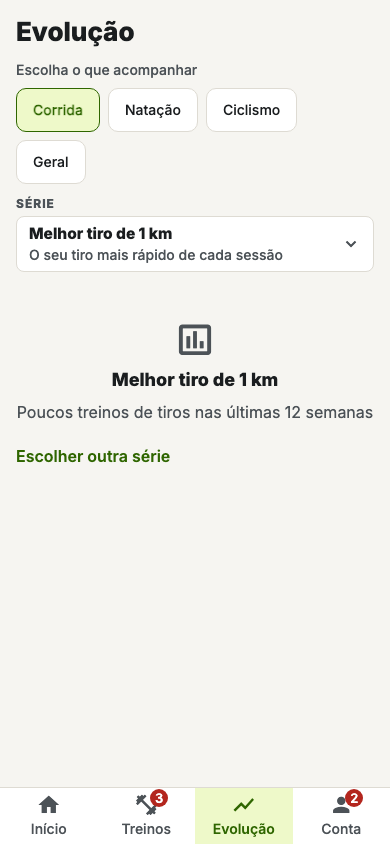 Evolução
Escolha o que acompanhar
Corrida
Natação
Ciclismo
Geral
SÉRIE
Melhor tiro de 1 km
O seu tiro mais rápido de cada sessão
Melhor tiro de 1 km
Poucos treinos de tiros nas últimas 12 semanas
Escolher outra série
3
2
Início
Treinos
Evolução
Conta